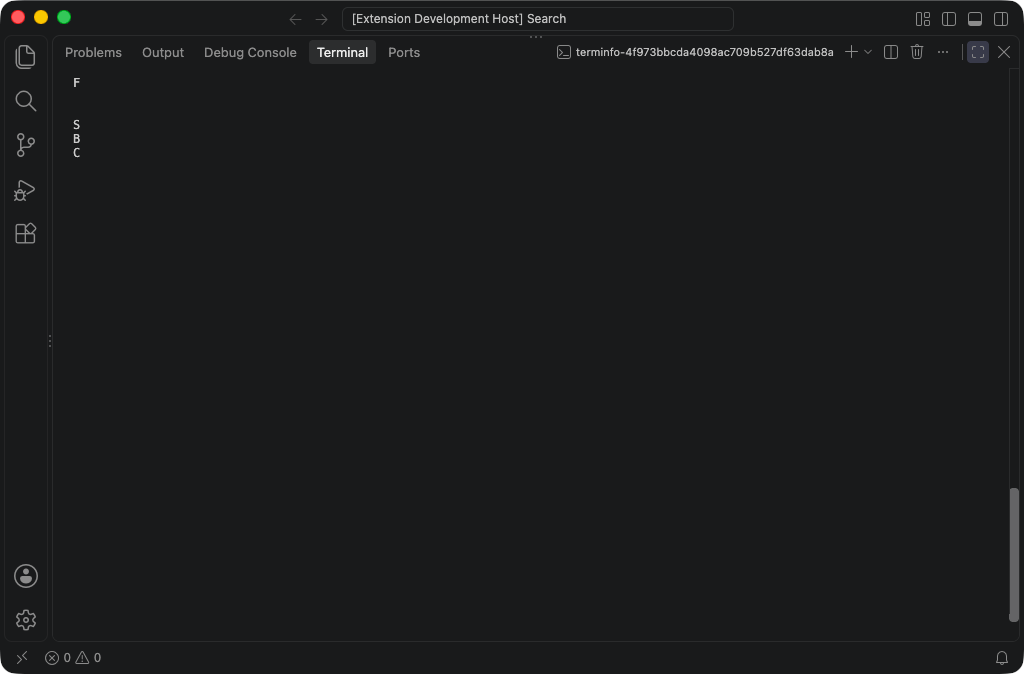 [Extension Development Host] Search
Problems Output Debug Console Terminal Ports terminfo-4f973bbcda4098ac709b527df63dab8a
F
S
B
C
0 0